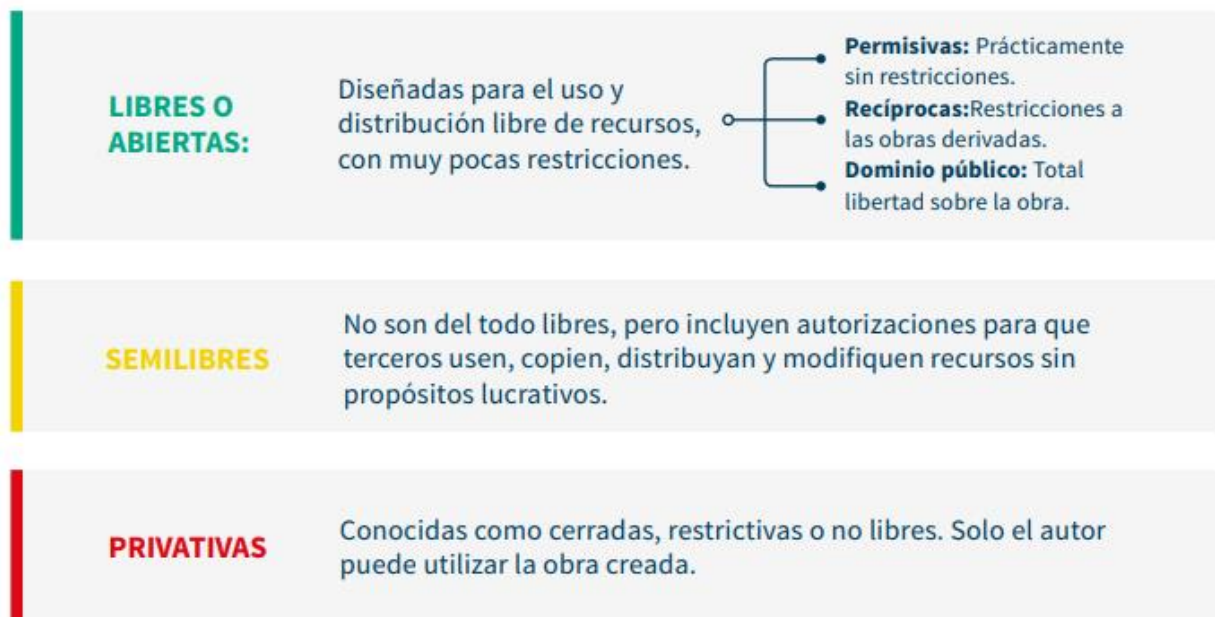 LIBRES O
ABIERTAS:
Diseñadas para el uso y
distribución libre de recursos,
con muy pocas restricciones.
Permisivas: Prácticamente
sin restricciones.
Recíprocas:Restricciones a
las obras derivadas.
Dominio público: Total
libertad sobre la obra.
SEMILIBRES
No son del todo libres, pero incluyen autorizaciones para que
terceros usen, copien, distribuyan y modifiquen recursos sin
propósitos lucrativos.
PRIVATIVAS
Conocidas como cerradas, restrictivas o no libres. Solo el autor
puede utilizar la obra creada.